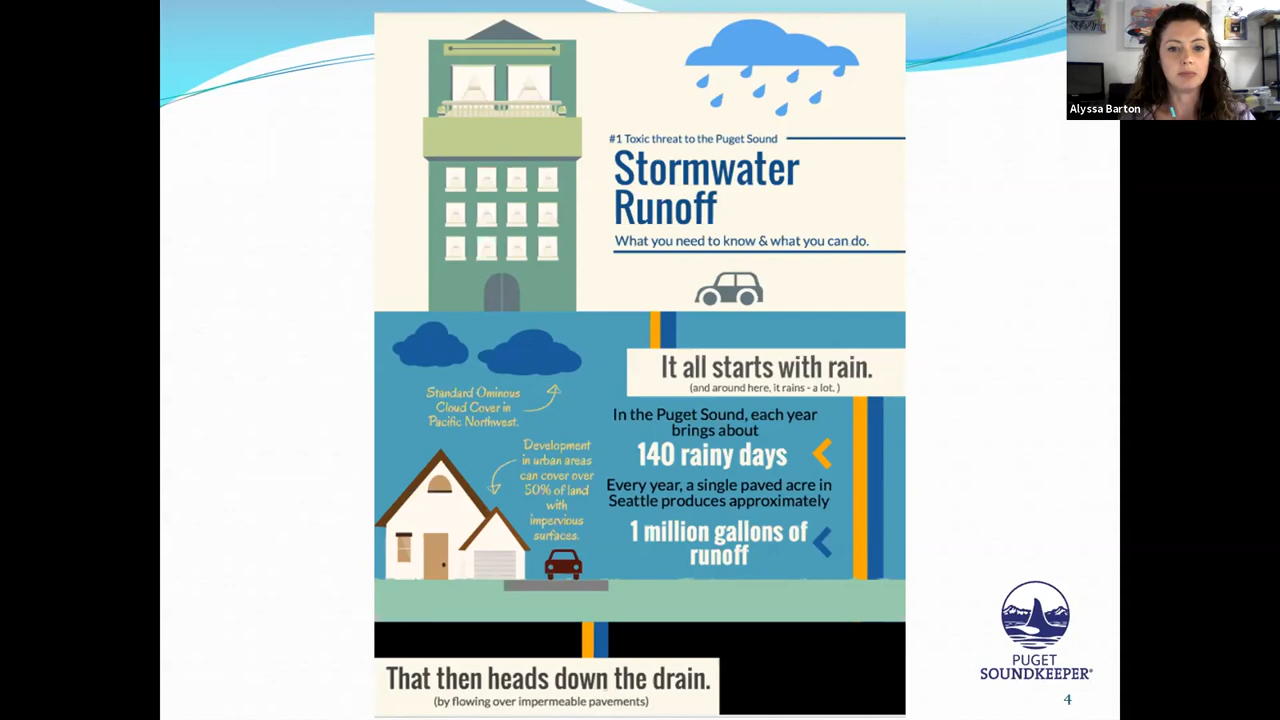 Alyssa Barton
#1 Toxic threat to the Puget Sound
Stormwater
Runoff
What you need to know & what you can do.
It all starts with rain.
(and around here, it rains - a lot. )
Standard Ominous
Cloud Cover in
Pacific Northwest.
In the Puget Sound, each year
brings about
140 rainy days
Development
in urban areas
can cover over
50% of land
with
impervious
surfaces.
Every year, a single paved acre in
Seattle produces approximately
1 million gallons of
runoff
That then heads down the drain.
(by flowing over impermeable pavements)
PUGET
SOUNDKEEPER®
4